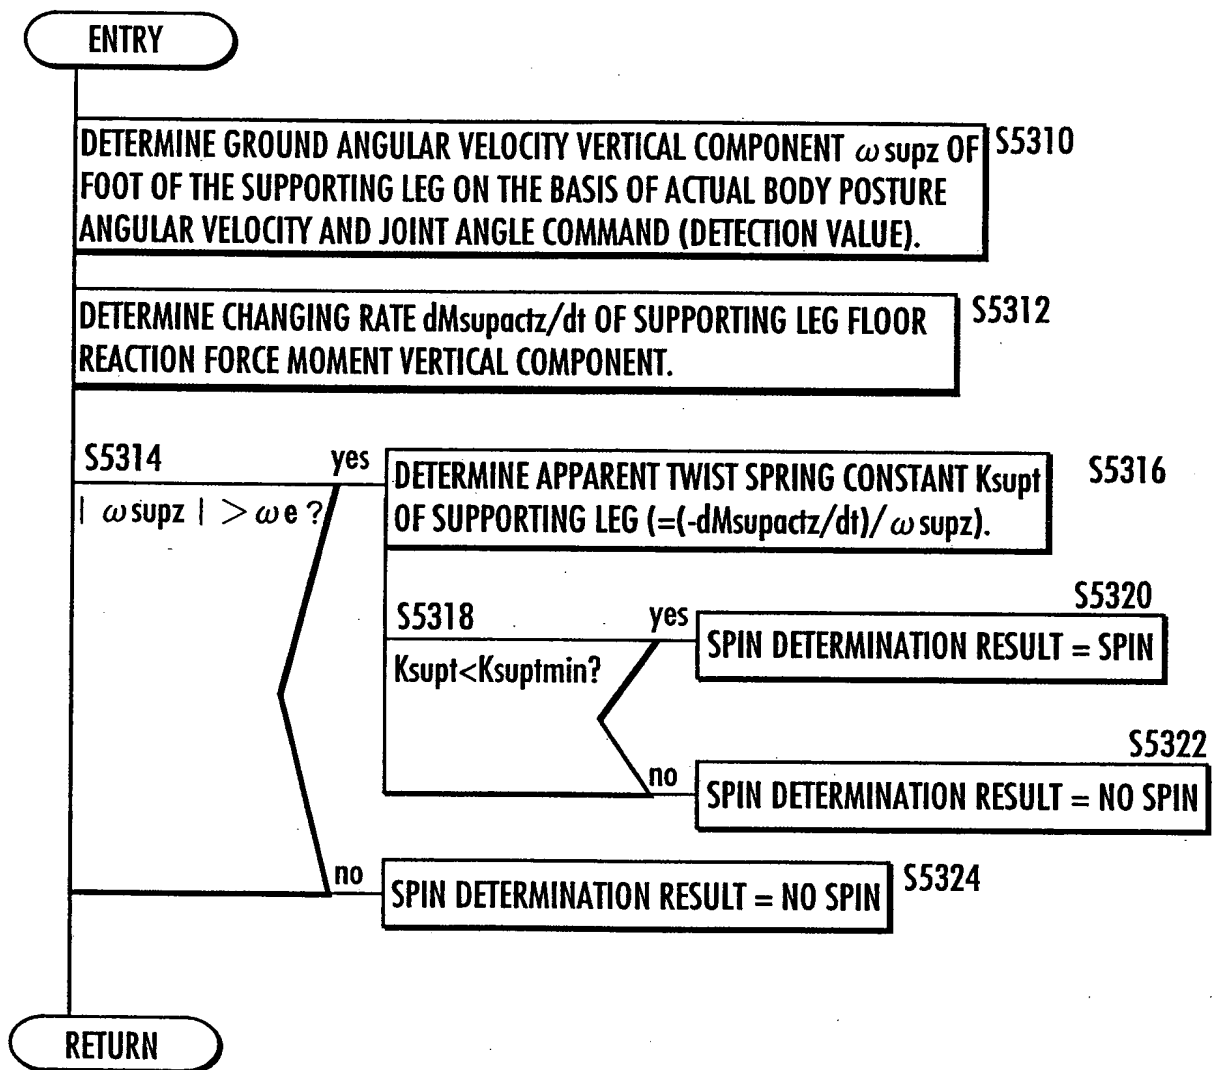 ENTRY
DETERMINE GROUND ANGULAR VELOCITY VERTICAL COMPONENT ω supz OF
S5310
FOOT OF THE SUPPORTING LEG ON THE BASIS OF ACTUAL BODY POSTURE
ANGULAR VELOCITY AND JOINT ANGLE COMMAND (DETECTION VALUE).
DETERMINE CHANGING RATE dMsupactz/dt OF SUPPORTING LEG FLOOR
S5312
REACTION FORCE MOMENT VERTICAL COMPONENT.
S5314
| ω supz | > ω e ?
yes
DETERMINE APPARENT TWIST SPRING CONSTANT Ksupt
S5316
OF SUPPORTING LEG (=(-dMsupactz/dt)/ ω supz).
S5318
Ksupt<Ksuptmin?
yes
S5320
SPIN DETERMINATION RESULT = SPIN
no
S5322
SPIN DETERMINATION RESULT = NO SPIN
no
SPIN DETERMINATION RESULT = NO SPIN
S5324
RETURN